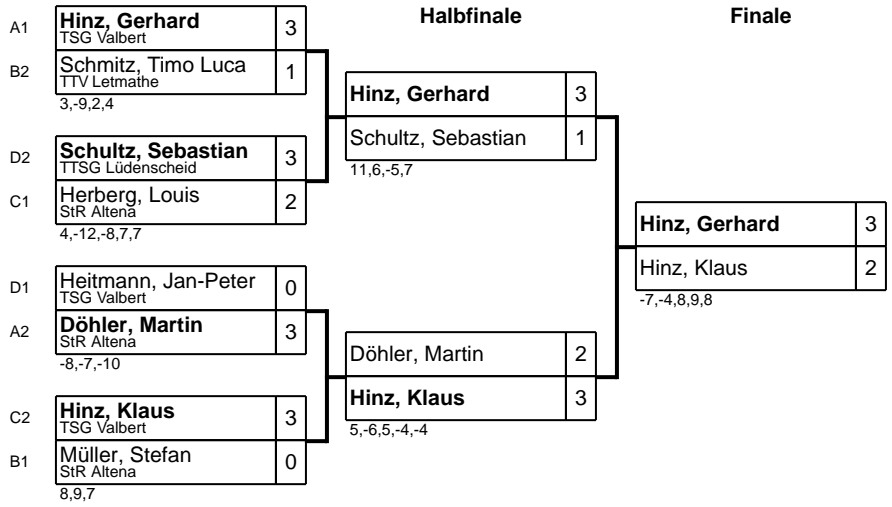 Halbfinale
Finale
A1 Hinz, Gerhard 3
TSG Valbert
B2 Schmitz, Timo Luca 1
TTV Letmathe
3,-9,2,4
D2 Schultz, Sebastian 3
TTSG Lüdenscheid
C1 Herberg, Louis 2
StR Altena
4,-12,-8,7,7
D1 Heitmann, Jan-Peter 0
TSG Valbert
A2 Döhler, Martin 3
StR Altena
-8,-7,-10
C2 Hinz, Klaus 3
TSG Valbert
B1 Müller, Stefan 0
StR Altena
8,9,7
Hinz, Gerhard 3
Schultz, Sebastian 1
11,6,-5,7
Döhler, Martin 2
Hinz, Klaus 3
5,-6,5,-4,-4
Hinz, Gerhard 3
Hinz, Klaus 2
-7,-4,8,9,8